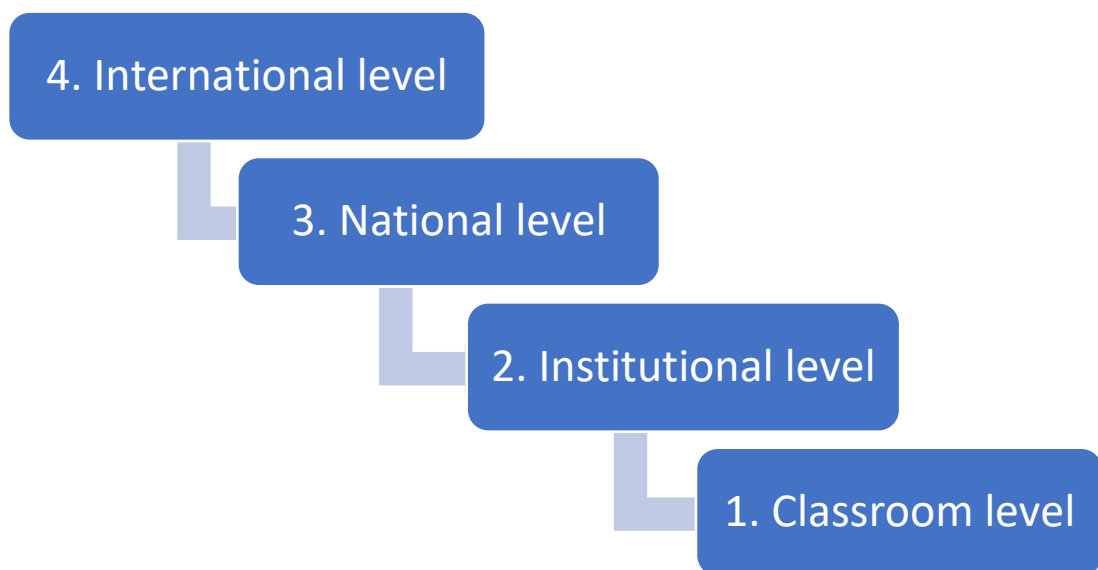 4. International level
3. National level
2. Institutional level
1. Classroom level